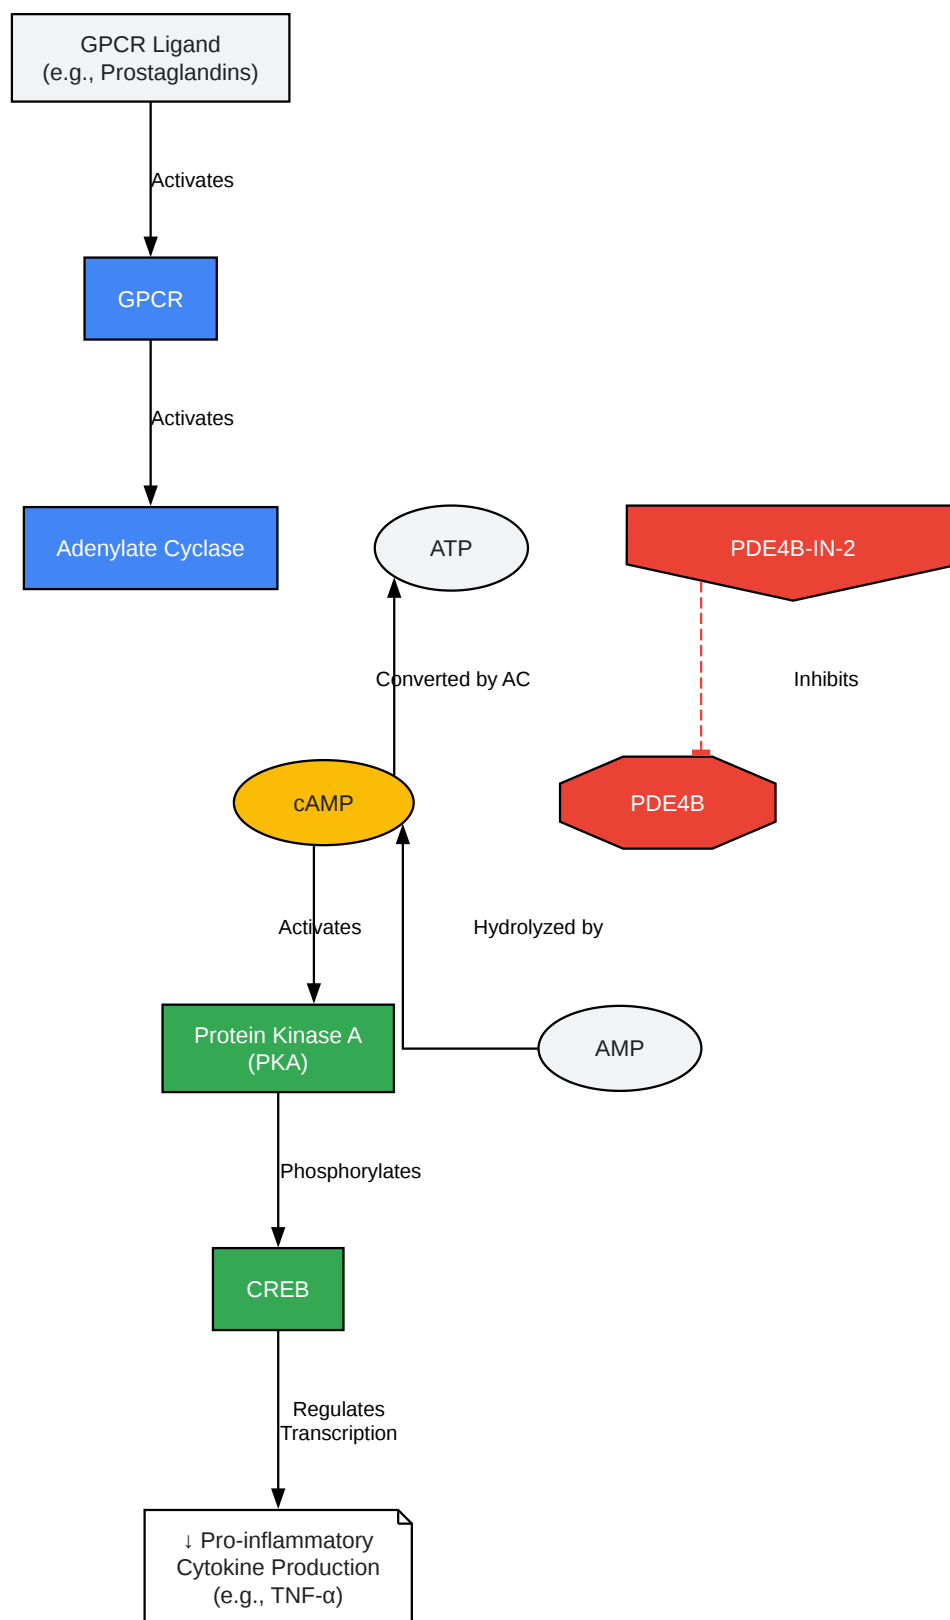 GPCR Ligand
(e.g., Prostaglandins)
Activates
GPCR
Activates
Adenylate Cyclase
ATP
PDE4B-IN-2
Converted by AC
Inhibits
cAMP
PDE4B
Activates
Hydrolyzed by
Protein Kinase A
(PKA)
AMP
Phosphorylates
CREB
Regulates
Transcription
↓ Pro-inflammatory
Cytokine Production
(e.g., TNF-α)